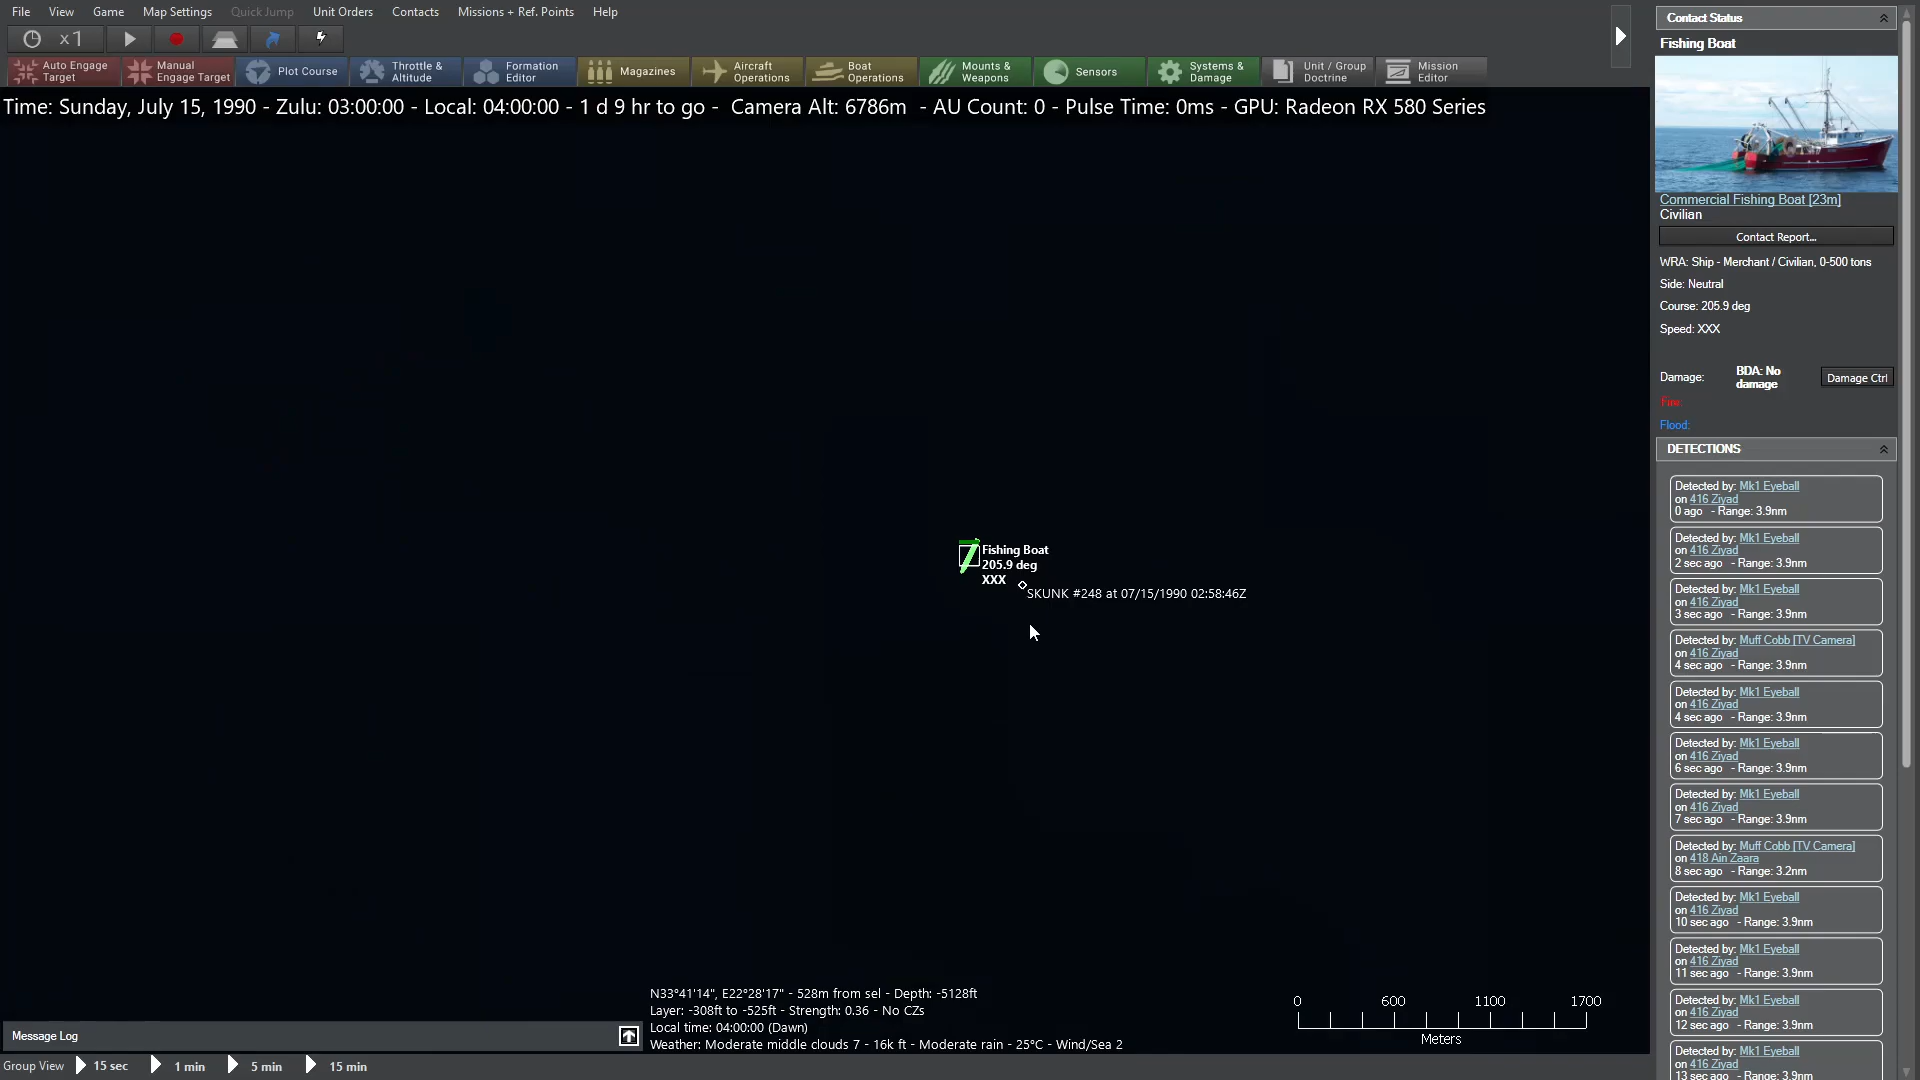 File View Game Map Settings Quick Jump Unit Orders Contacts Missions + Ref. Points Help
x1
Auto Engage Target
Manual Engage Target
Plot Course
Throttle & Altitude
Formation Editor
Magazines
Aircraft Operations
Boat Operations
Mounts & Weapons
Sensors
Systems & Damage
Unit / Group Doctrine
Mission Editor
Time: Sunday, July 15, 1990 - Zulu: 03:00:00 - Local: 04:00:00 - 1 d 9 hr to go - Camera Alt: 6786m - AU Count: 0 - Pulse Time: 0ms - GPU: Radeon RX 580 Series
Fishing Boat
205.9 deg
XXX
SKUNK #248 at 07/15/1990 02:58:46Z
N33°41'14", E22°28'17" - 528m from sel - Depth: -5128ft
Layer: -308ft to -525ft - Strength: 0.36 - No CZs
Local time: 04:00:00 (Dawn)
Weather: Moderate middle clouds 7 - 16k ft - Moderate rain - 25°C - Wind/Sea 2
0 600 1100 1700
Meters
Message Log
Group View 15 sec 1 min 5 min 15 min
Contact Status
Fishing Boat
Commercial Fishing Boat [23m]
Civilian
Contact Report...
WRA: Ship - Merchant / Civilian, 0-500 tons
Side: Neutral
Course: 205.9 deg
Speed: XXX
Damage: BDA: No damage Damage Ctrl
Fire:
Flood:
DETECTIONS
Detected by: Mk1 Eyeball
on 416 Ziyad
0 ago - Range: 3.9nm
Detected by: Mk1 Eyeball
on 416 Ziyad
2 sec ago - Range: 3.9nm
Detected by: Mk1 Eyeball
on 416 Ziyad
3 sec ago - Range: 3.9nm
Detected by: Muff Cobb [TV Camera]
on 416 Ziyad
4 sec ago - Range: 3.9nm
Detected by: Mk1 Eyeball
on 416 Ziyad
4 sec ago - Range: 3.9nm
Detected by: Mk1 Eyeball
on 416 Ziyad
6 sec ago - Range: 3.9nm
Detected by: Mk1 Eyeball
on 416 Ziyad
7 sec ago - Range: 3.9nm
Detected by: Muff Cobb [TV Camera]
on 418 Ain Zaara
8 sec ago - Range: 3.2nm
Detected by: Mk1 Eyeball
on 416 Ziyad
10 sec ago - Range: 3.9nm
Detected by: Mk1 Eyeball
on 416 Ziyad
11 sec ago - Range: 3.9nm
Detected by: Mk1 Eyeball
on 416 Ziyad
12 sec ago - Range: 3.9nm
Detected by: Mk1 Eyeball
on 416 Ziyad
13 sec ago - Range: 3.9nm